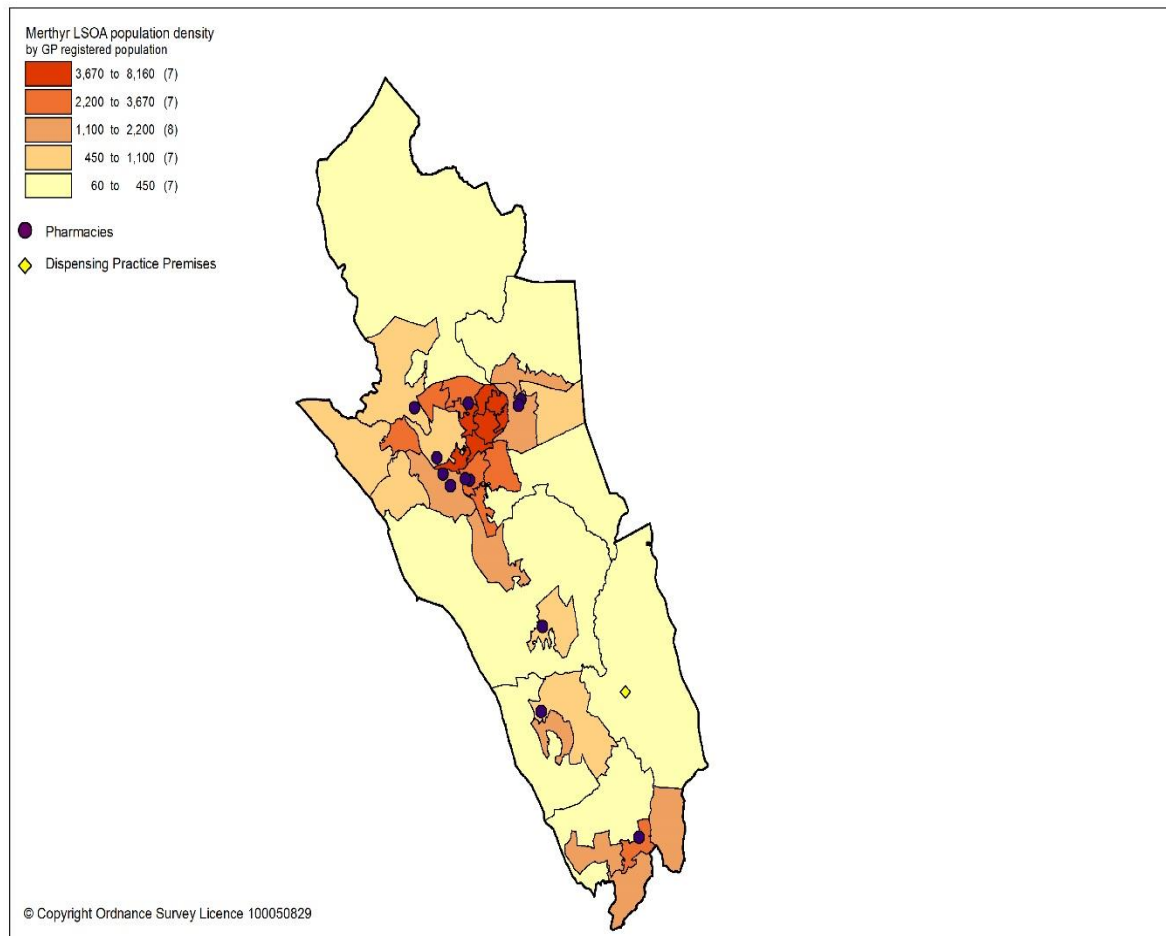 Merthyr LSOA population density
by GP registered population
3,670 to 8,160 (7)
2,200 to 3,670 (7)
1,100 to 2,200 (8)
450 to 1,100 (7)
60 to 450 (7)
Pharmacies
Dispensing Practice Premises
© Copyright Ordnance Survey Licence 100050829